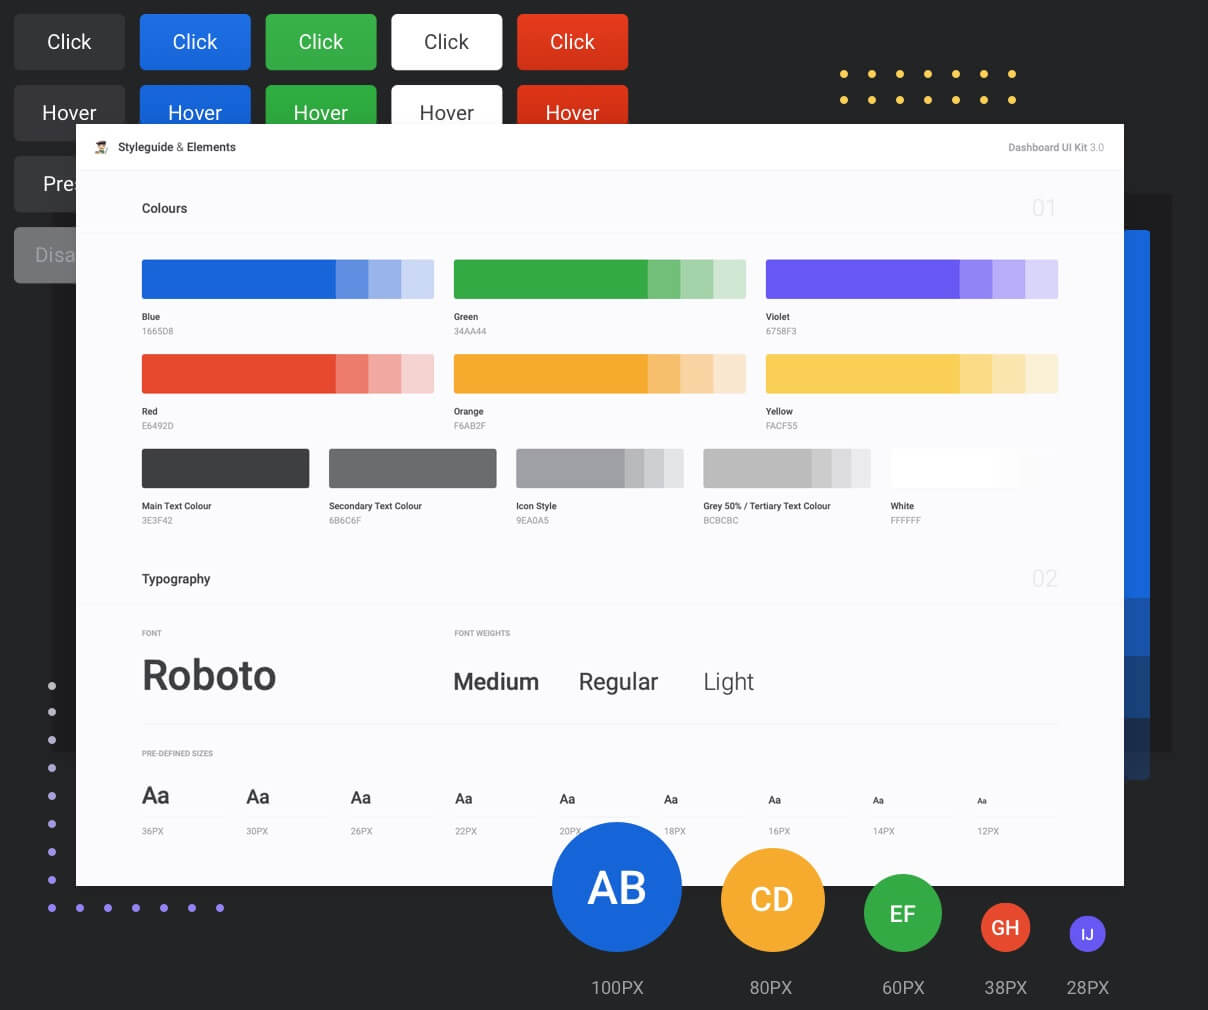 Click Click Click Click Click
Hover Hover Hover Hover Hover
Styleguide & Elements Dashboard UI Kit 3.0
Pres
Colours 01
Disa
Blue Green Violet
1665D8 34AA44 6758F3
Red Orange Yellow
E6492D F6AB2F FACF55
Main Text Colour Secondary Text Colour Icon Style Grey 50% / Tertiary Text Colour White
3E3F42 6B6C6F 9EA0A5 BCBCBC FFFFFF
Typography 02
FONT FONT WEIGHTS
Roboto Medium Regular Light
PRE-DEFINED SIZES
Aa Aa Aa Aa Aa Aa Aa Aa Aa
36PX 30PX 26PX 22PX 20PX 18PX 16PX 14PX 12PX
AB CD EF GH IJ
100PX 80PX 60PX 38PX 28PX